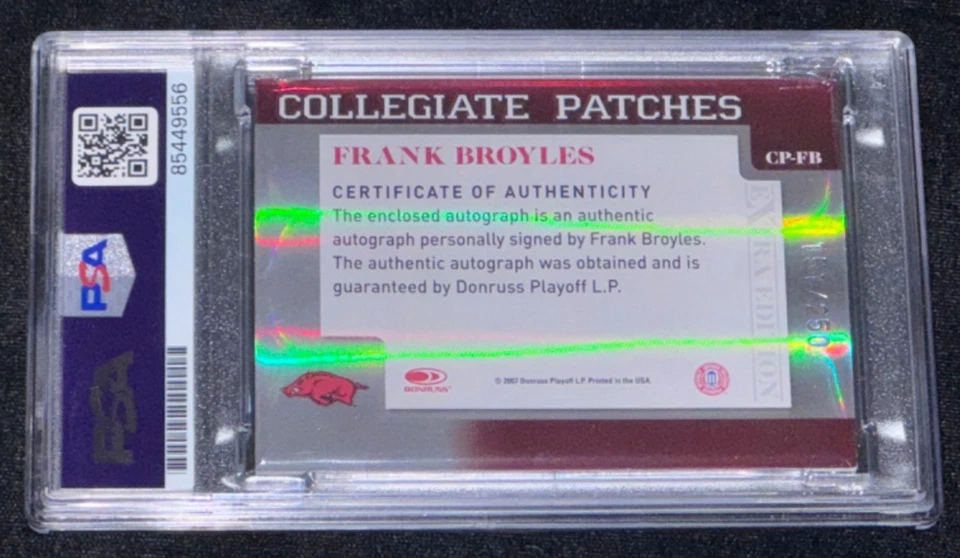 COLLEGIATE PATCHES
CP-FB
FRANK BROYLES
CERTIFICATE OF AUTHENTICITY
The enclosed autograph is an authentic
autograph personally signed by Frank Broyles.
The authentic autograph was obtained and is
guaranteed by Donruss Playoff L.P.
EXTRA EDITION
DONRUSS
© 2007 Donruss Playoff L.P. Printed in the USA.
85449556
PSA
PSA